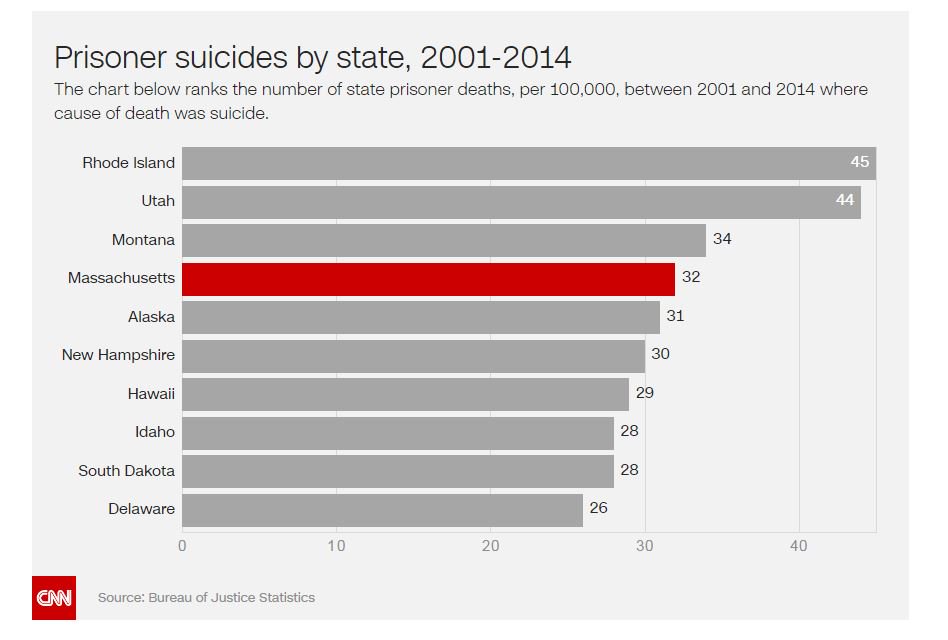 Prisoner suicides by state, 2001-2014
The chart below ranks the number of state prisoner deaths, per 100,000, between 2001 and 2014 where
cause of death was suicide.
Rhode Island 45
Utah 44
Montana 34
Massachusetts 32
Alaska 31
New Hampshire 30
Hawaii 29
Idaho 28
South Dakota 28
Delaware 26
0 10 20 30 40
CNN Source: Bureau of Justice Statistics